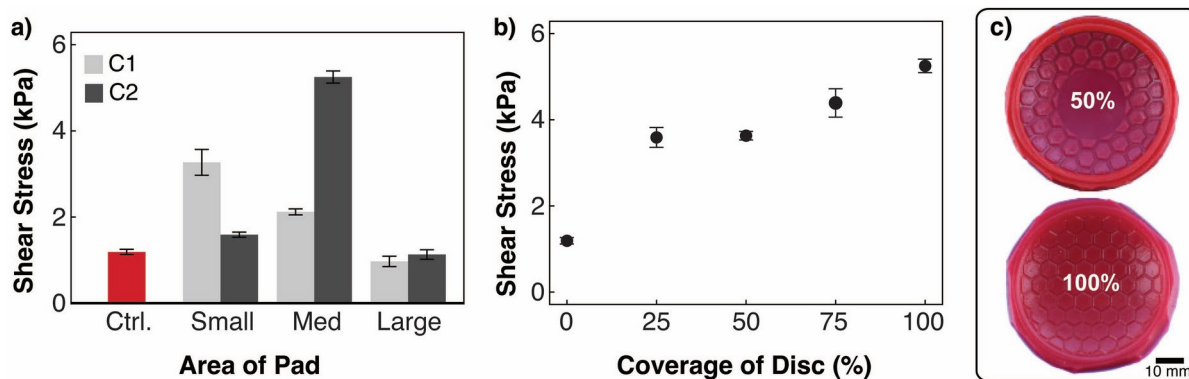 a)
Shear Stress (kPa)
6
4
2
0
C1
C2
Ctrl. Small Med Large
Area of Pad
b)
Shear Stress (kPa)
6
4
2
0
0 25 50 75 100
Coverage of Disc (%)
c)
50%
100%
10 mm